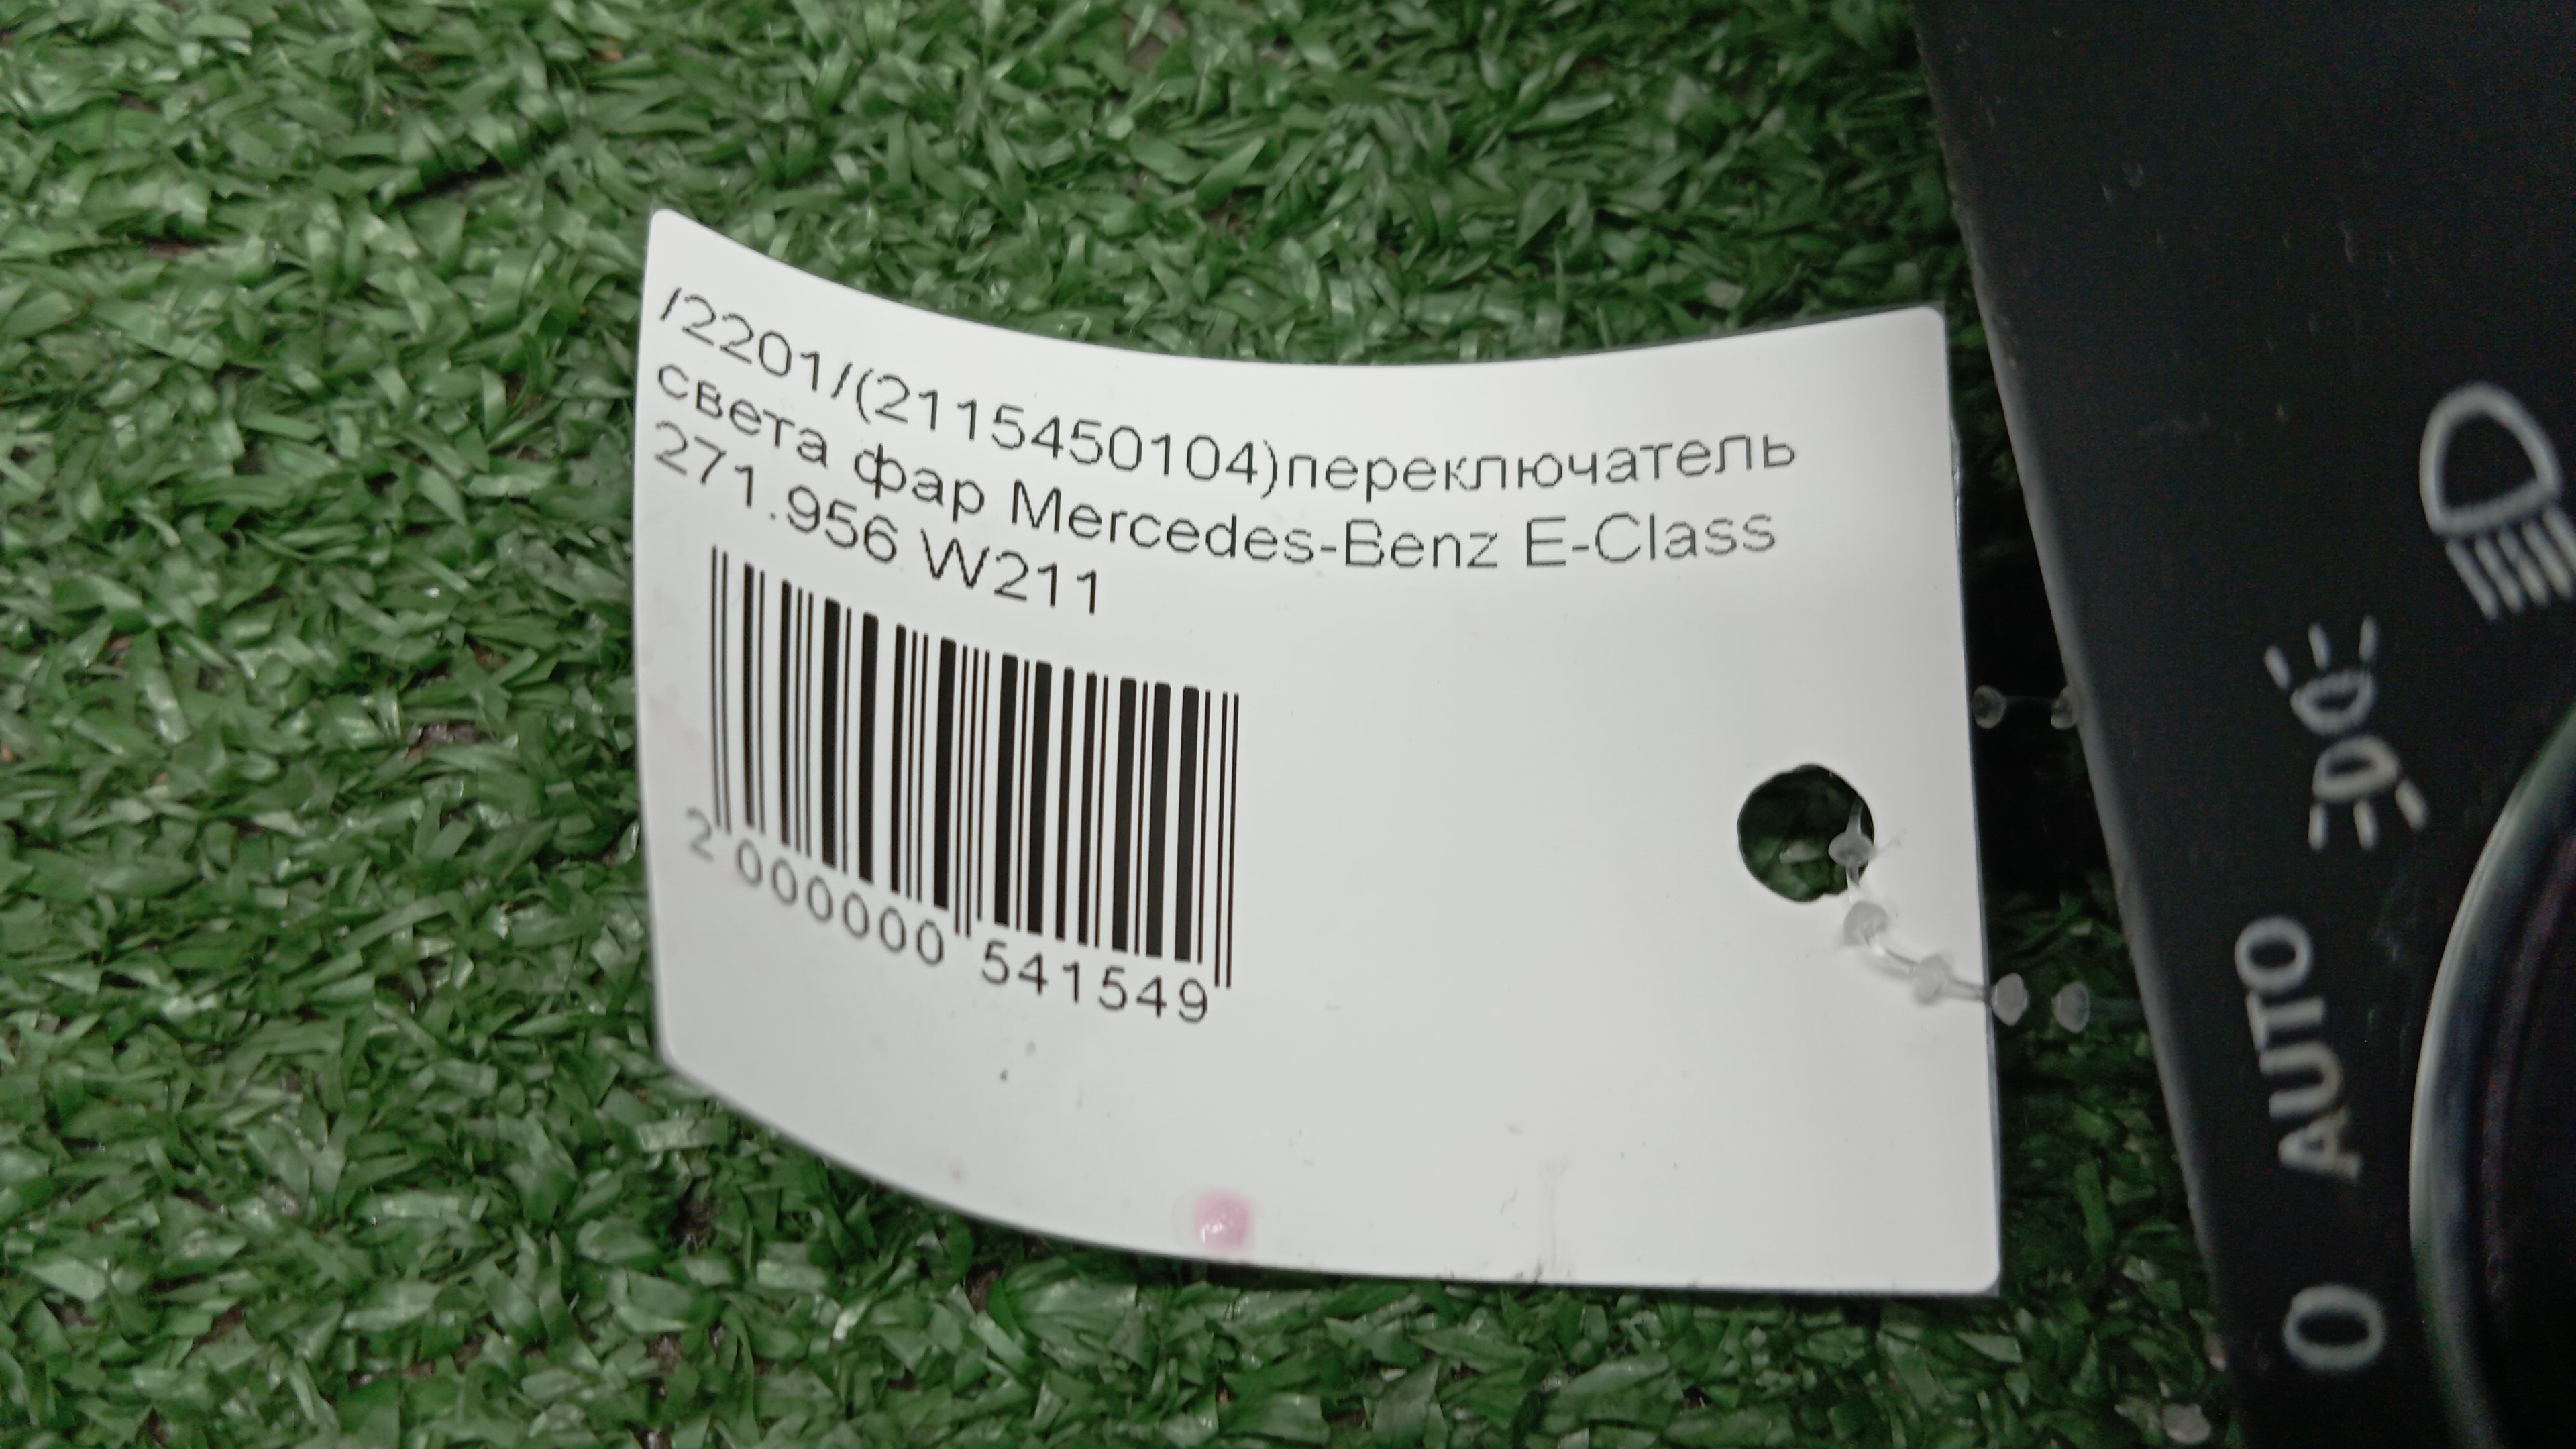 /2201/(2115450104)переключатель
света фар Mercedes-Benz E-Class
271.956 W211
2 000000 541549
AUTO
0